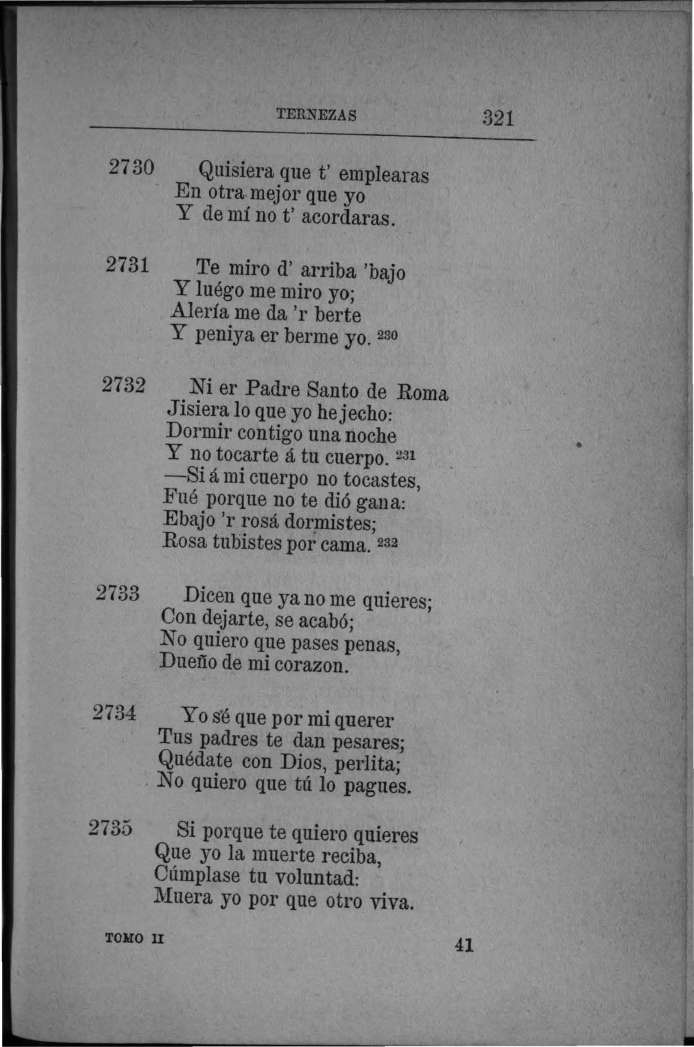 TERNEZAS 321
2730 Quisiera que t' emplearas
En otra mejor que yo
Y de mí no t' acordaras.
2731 Te miro d' arriba 'bajo
Y luégo me miro yo;
Alería me da 'r berte
Y peniya er berme yo. 230
2732 Ni er Padre Santo de Roma
Jisiera lo que yo he jecho:
Dormir contigo una noche
Y no tocarte á tu cuerpo. 231
—Si á mi cuerpo no tocastes,
Fué porque no te dió gana:
Ebajo 'r rosá dormistes;
Rosa tubistes por cama. 232
2733 Dicen que ya no me quieres;
Con dejarte, se acabó;
No quiero que pases penas,
Dueño de mi corazon.
2734 Yo sé que por mi querer
Tus padres te dan pesares;
Quédate con Dios, perlita;
No quiero que tú lo pagues.
2735 Si porque te quiero quieres
Que yo la muerte reciba,
Cúmplase tu voluntad:
Muera yo por que otro viva.
TOMO II 41